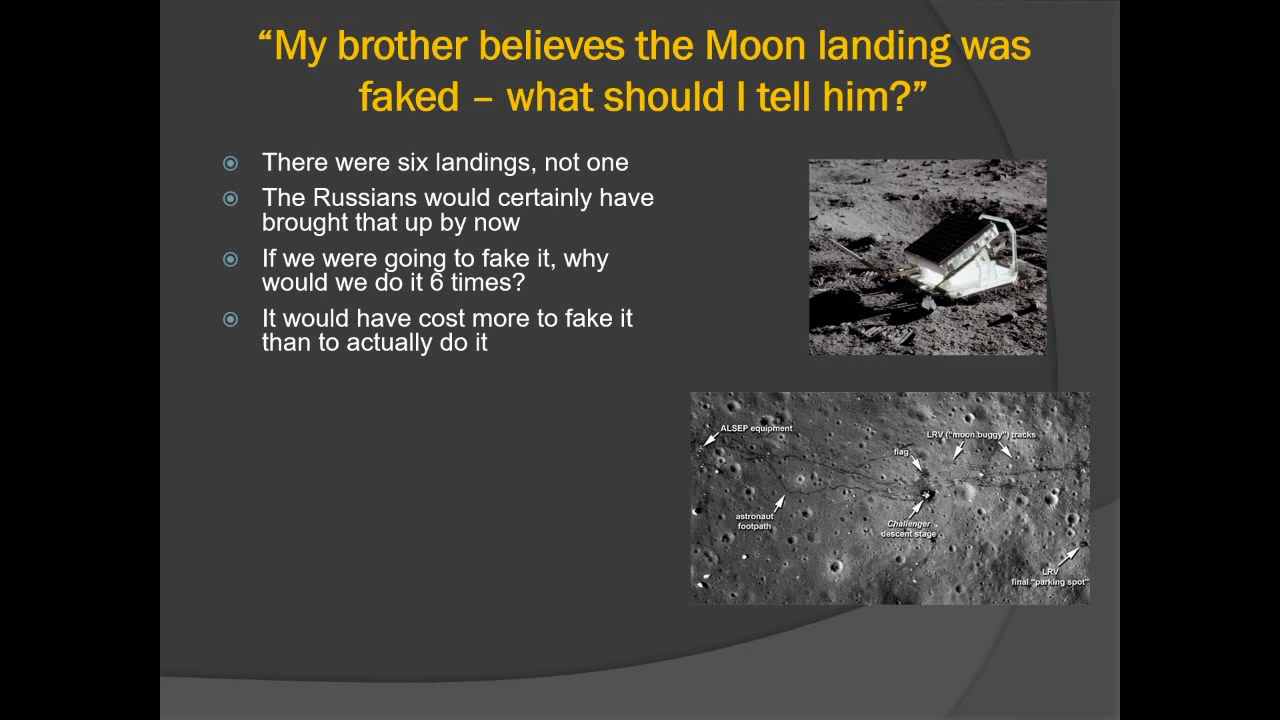 “My brother believes the Moon landing was
faked – what should I tell him?”
There were six landings, not one
The Russians would certainly have
brought that up by now
If we were going to fake it, why
would we do it 6 times?
It would have cost more to fake it
than to actually do it
ALSEP equipment
LRV ("moon buggy") tracks
flag
astronaut
footpath
Challenger
descent stage
LRV
final "parking spot"